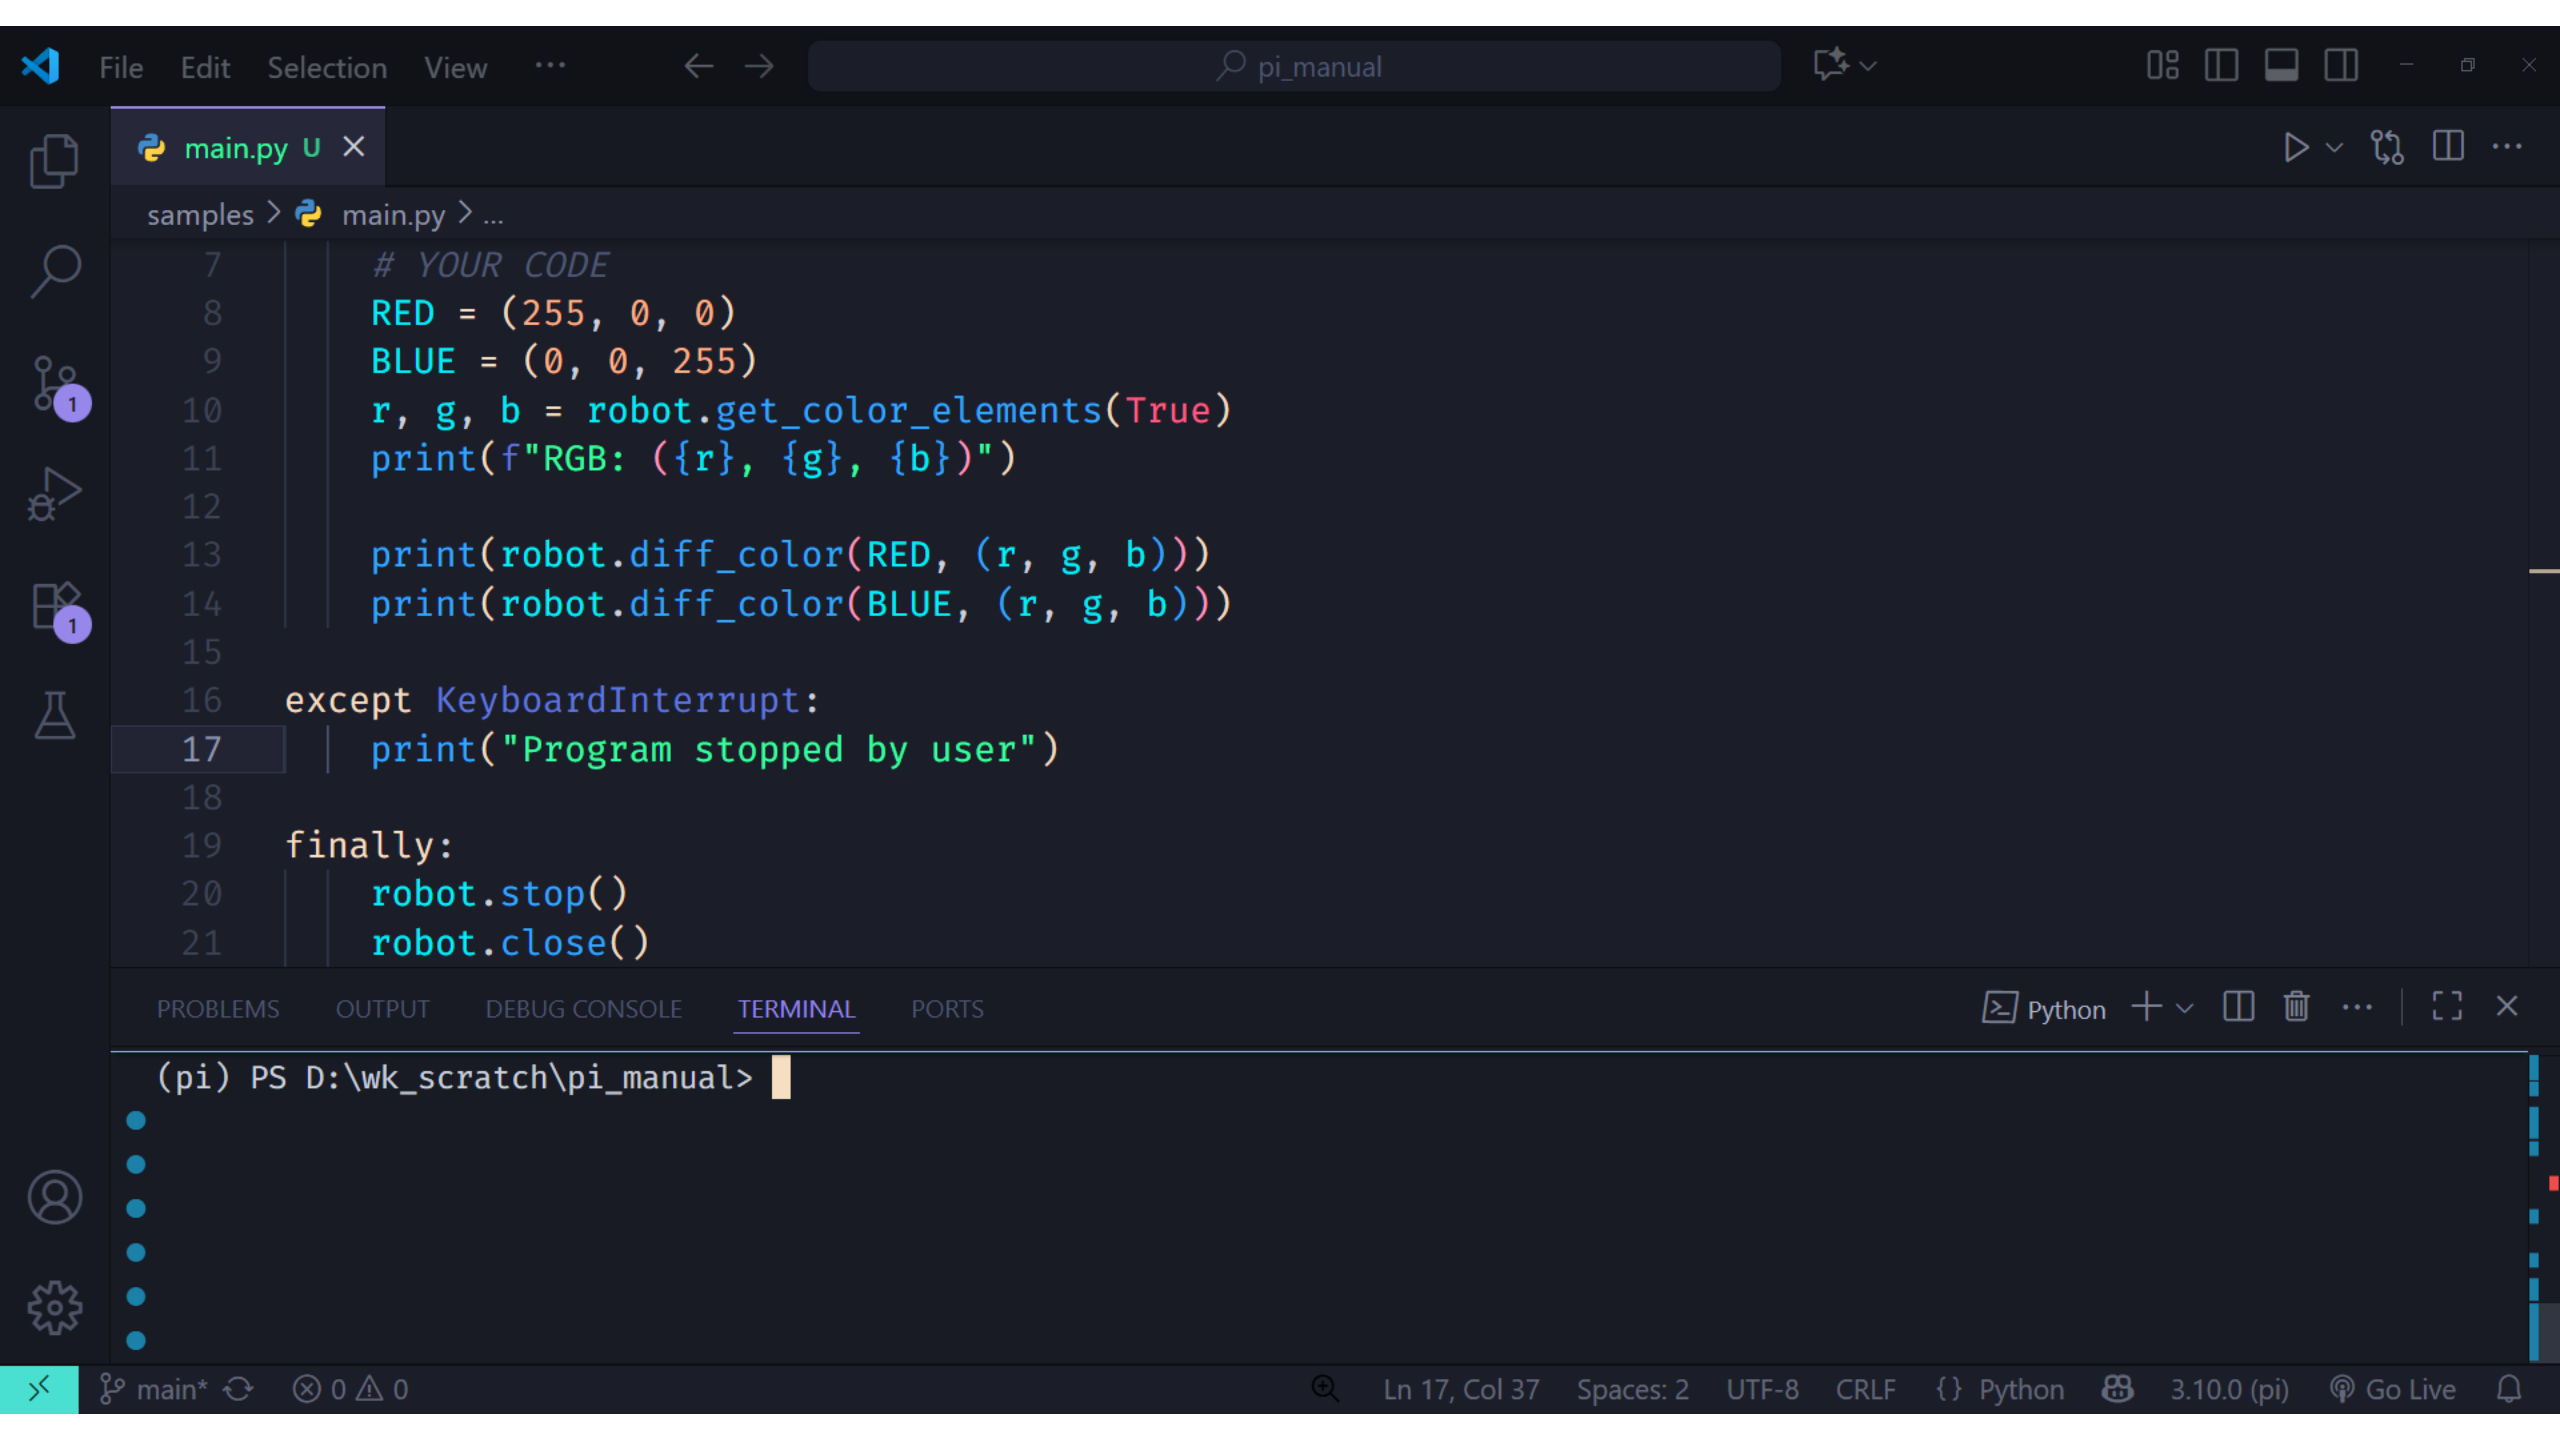 File Edit Selection View ··· pi_manual
main.py U
samples > main.py > ...
7 # YOUR CODE
8 RED = (255, 0, 0)
9 BLUE = (0, 0, 255)
10 r, g, b = robot.get_color_elements(True)
11 print(f"RGB: ({r}, {g}, {b})")
12
13 print(robot.diff_color(RED, (r, g, b)))
14 print(robot.diff_color(BLUE, (r, g, b)))
15
16 except KeyboardInterrupt:
17 print("Program stopped by user")
18
19 finally:
20 robot.stop()
21 robot.close()
1
1
PROBLEMS OUTPUT DEBUG CONSOLE TERMINAL PORTS Python
(pi) PS D:\wk_scratch\pi_manual>
main* 0 0 Ln 17, Col 37 Spaces: 2 UTF-8 CRLF {} Python 3.10.0 (pi) Go Live